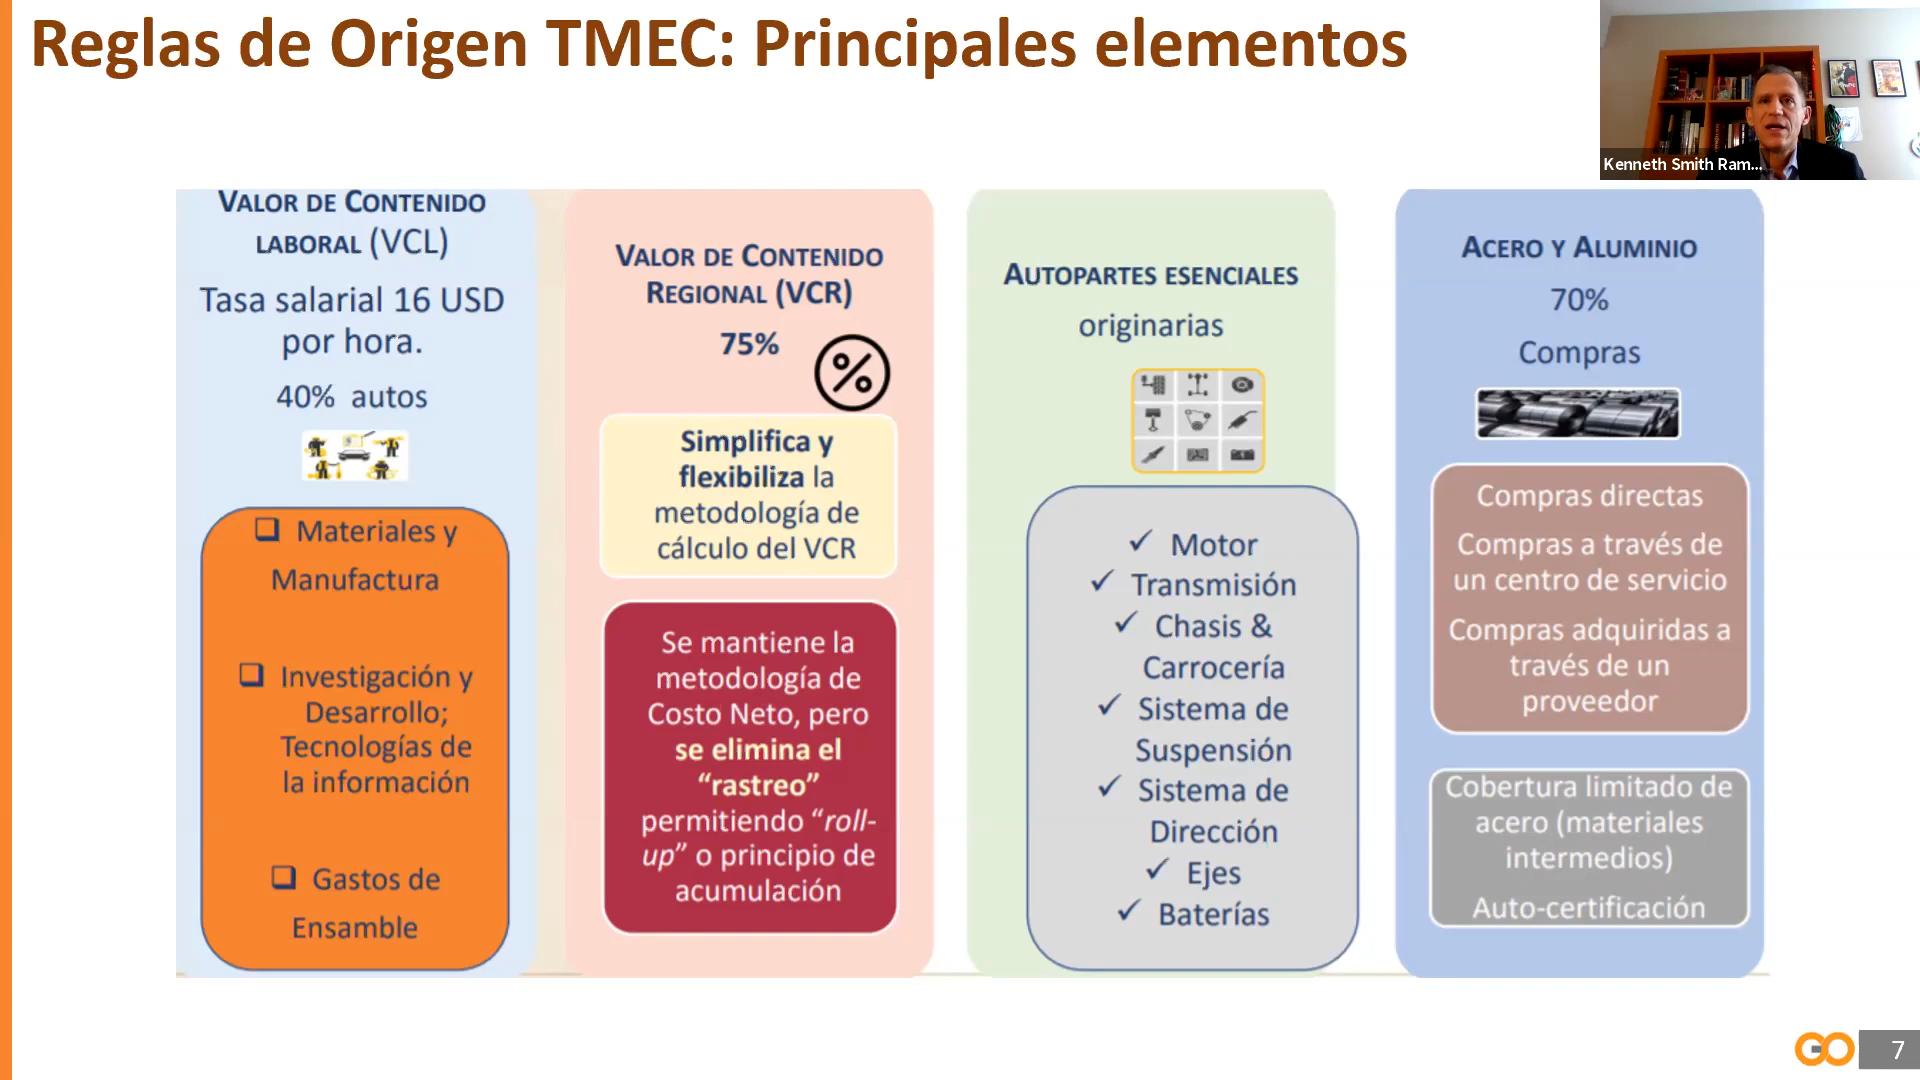 Reglas de Origen TMEC: Principales elementos
Kenneth Smith Ram...
VALOR DE CONTENIDO
LABORAL (VCL)
Tasa salarial 16 USD
por hora.
40% autos
❑ Materiales y
Manufactura
❑ Investigación y
Desarrollo;
Tecnologías de
la información
❑ Gastos de
Ensamble
VALOR DE CONTENIDO
REGIONAL (VCR)
75%
%
Simplifica y
flexibiliza la
metodología de
cálculo del VCR
Se mantiene la
metodología de
Costo Neto, pero
se elimina el
“rastreo”
permitiendo “roll-
up” o principio de
acumulación
AUTOPARTES ESENCIALES
originarias
✓ Motor
✓ Transmisión
✓ Chasis &
Carrocería
✓ Sistema de
Suspensión
✓ Sistema de
Dirección
✓ Ejes
✓ Baterías
ACERO Y ALUMINIO
70%
Compras
Compras directas
Compras a través de
un centro de servicio
Compras adquiridas a
través de un
proveedor
Cobertura limitado de
acero (materiales
intermedios)
Auto-certificación
GO
7